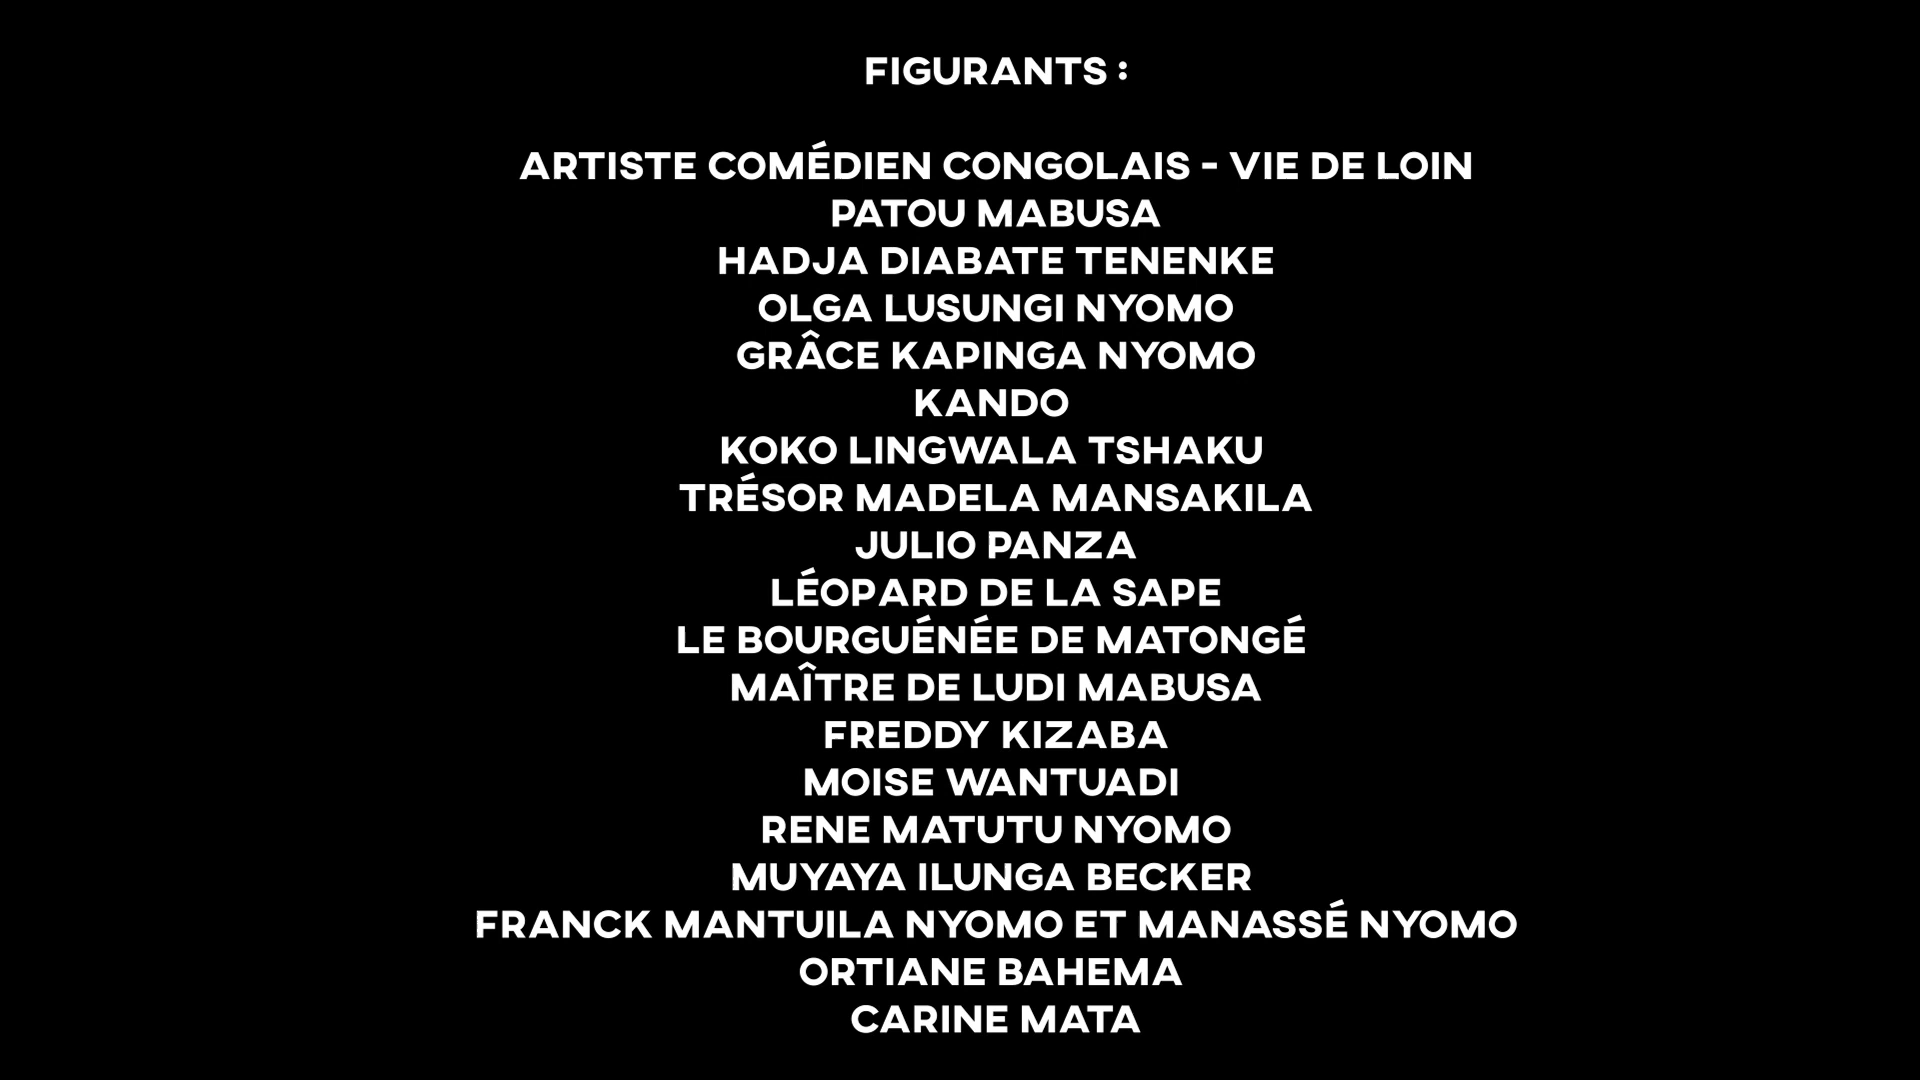 FIGURANTS :
ARTISTE COMÉDIEN CONGOLAIS - VIE DE LOIN
PATOU MABUSA
HADJA DIABATE TENENKE
OLGA LUSUNGI NYOMO
GRÂCE KAPINGA NYOMO
KANDO
KOKO LINGWALA TSHAKU
TRÉSOR MADELA MANSAKILA
JULIO PANZA
LÉOPARD DE LA SAPE
LE BOURGUÉNÉE DE MATONGÉ
MAÎTRE DE LUDI MABUSA
FREDDY KIZABA
MOISE WANTUADI
RENE MATUTU NYOMO
MUYAYA ILUNGA BECKER
FRANCK MANTUILA NYOMO ET MANASSÉ NYOMO
ORTIANE BAHEMA
CARINE MATA